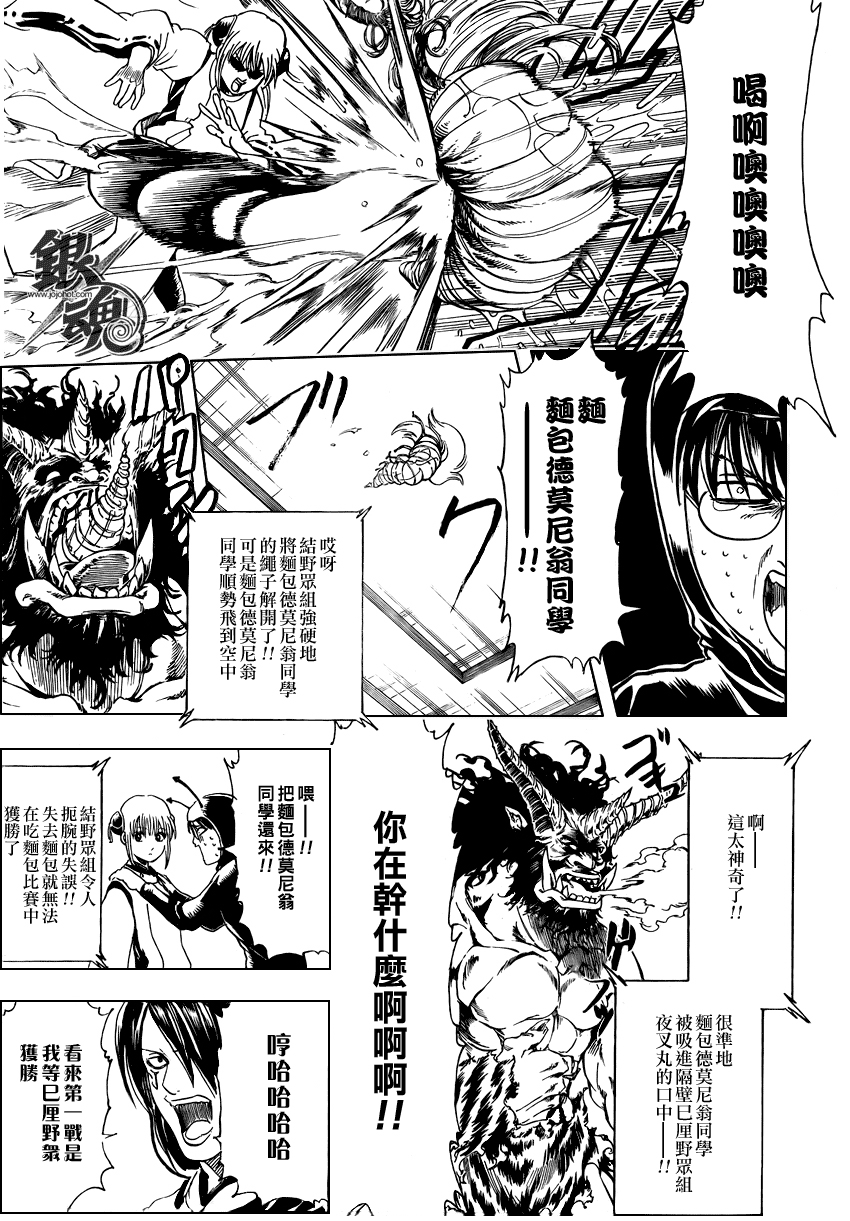 喝啊噢噢噢噢
麵
麵包德莫尼翁同學
——!!
哎呀
結野眾組強硬地
將麵包德莫尼翁同學
的繩子解開了!!
可是麵包德莫尼翁
同學順勢飛到空中
パクッ
ブッ
銀魂
www.jojohot.com
啊——
這太神奇了!!
很準地
麵包德莫尼翁同學
被吸進隔壁巳厘野眾組
夜叉丸的口中——!!
ゴゴ
你在幹什麼啊啊啊!!
喂——!!
把麵包德莫尼翁
同學還來!!
結野眾組令人
扼腕的失誤!!
失去麵包就無法
在吃麵包比賽中
獲勝了
哼哈哈哈哈
看來第一戰是
我等巳厘野眾
獲勝